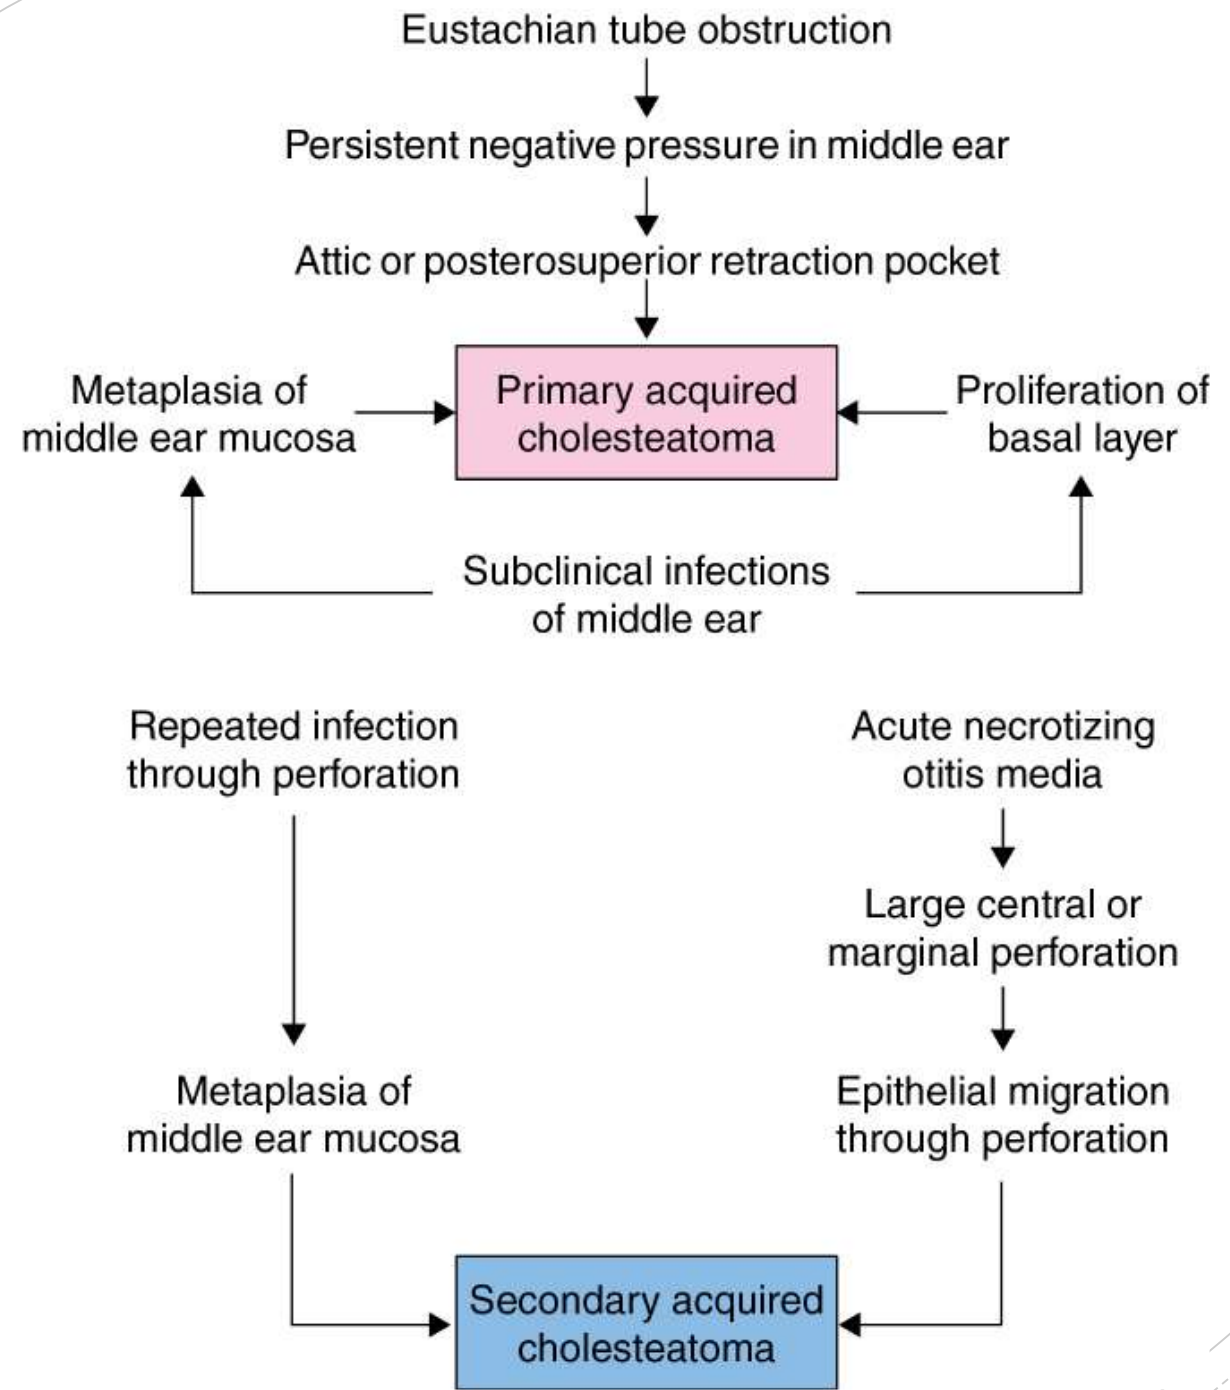 Eustachian tube obstruction
Persistent negative pressure in middle ear
Attic or posterosuperior retraction pocket
Metaplasia of
middle ear mucosa
Primary acquired
cholesteatoma
Proliferation of
basal layer
Subclinical infections
of middle ear
Repeated infection
through perforation
Acute necrotizing
otitis media
Large central or
marginal perforation
Metaplasia of
middle ear mucosa
Epithelial migration
through perforation
Secondary acquired
cholesteatoma